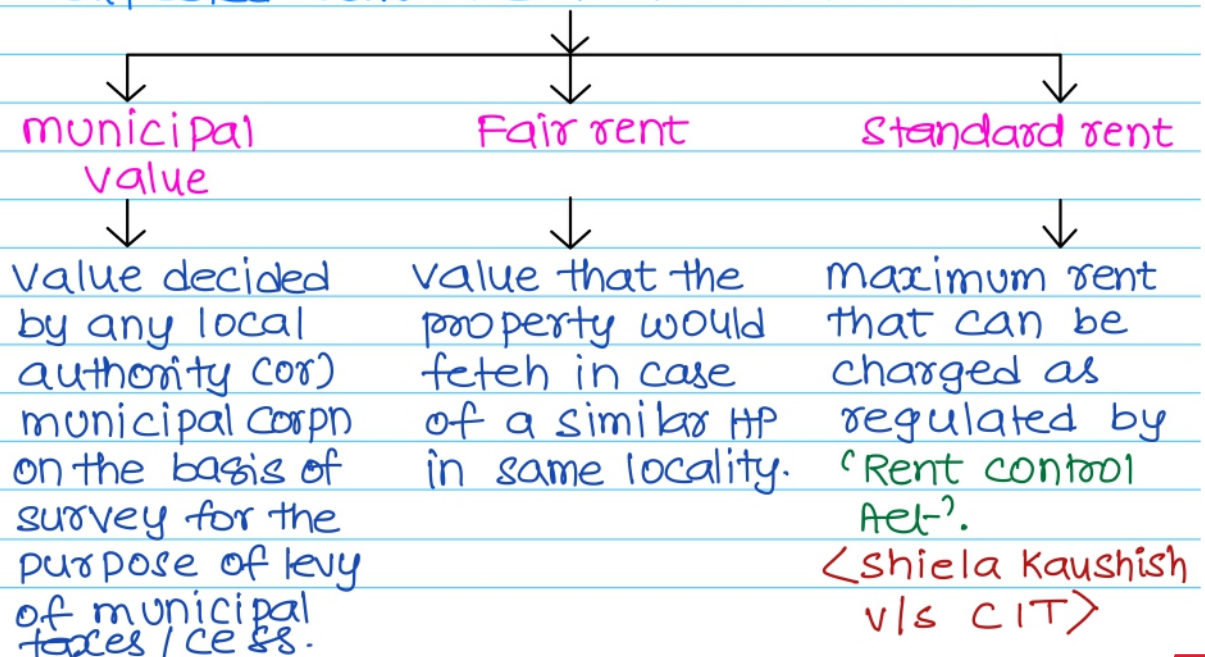 municipal
value
Fair rent
Standard rent
value decided
by any local
authority (or)
municipal corpn
on the basis of
survey for the
purpose of levy
of municipal
taxes / cess.
value that the
property would
fetch in case
of a similar HP
in same locality.
maximum rent
that can be
charged as
regulated by
'Rent control
Act'.
<Shiela Kaushish
v/s CIT>